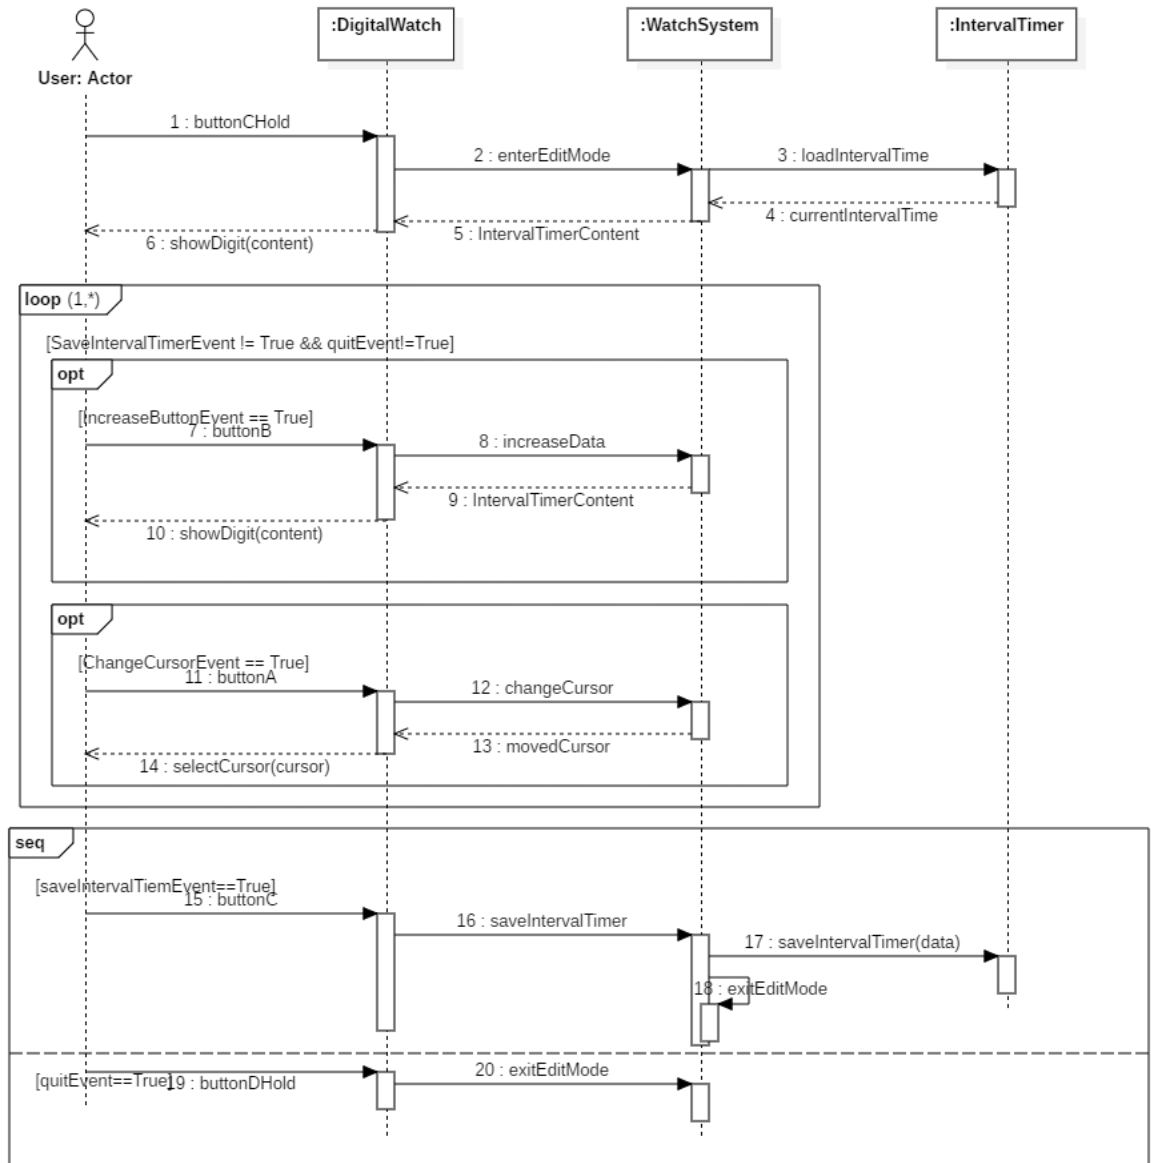 :DigitalWatch
:WatchSystem
:IntervalTimer
User: Actor
1 : buttonCHold
2 : enterEditMode
3 : loadIntervalTime
4 : currentIntervalTime
5 : IntervalTimerContent
6 : showDigit(content)
loop (1,*)
[SaveIntervalTimerEvent != True && quitEvent!=True]
opt
[IncreaseButtonEvent == True]
7 : buttonB
8 : increaseData
9 : IntervalTimerContent
10 : showDigit(content)
opt
[ChangeCursorEvent == True]
11 : buttonA
12 : changeCursor
13 : movedCursor
14 : selectCursor(cursor)
seq
[saveIntervalTiemEvent==True]
15 : buttonC
16 : saveIntervalTimer
17 : saveIntervalTimer(data)
18 : exitEditMode
[quitEvent==True]
19 : buttonDHold
20 : exitEditMode